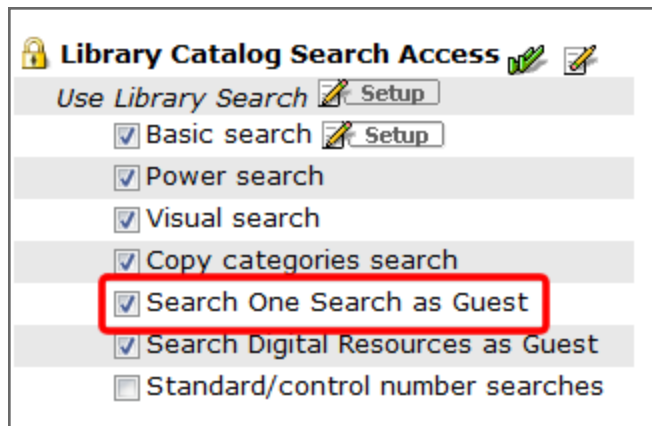 Library Catalog Search Access
Use Library Search Setup
Basic search Setup
Power search
Visual search
Copy categories search
Search One Search as Guest
Search Digital Resources as Guest
Standard/control number searches